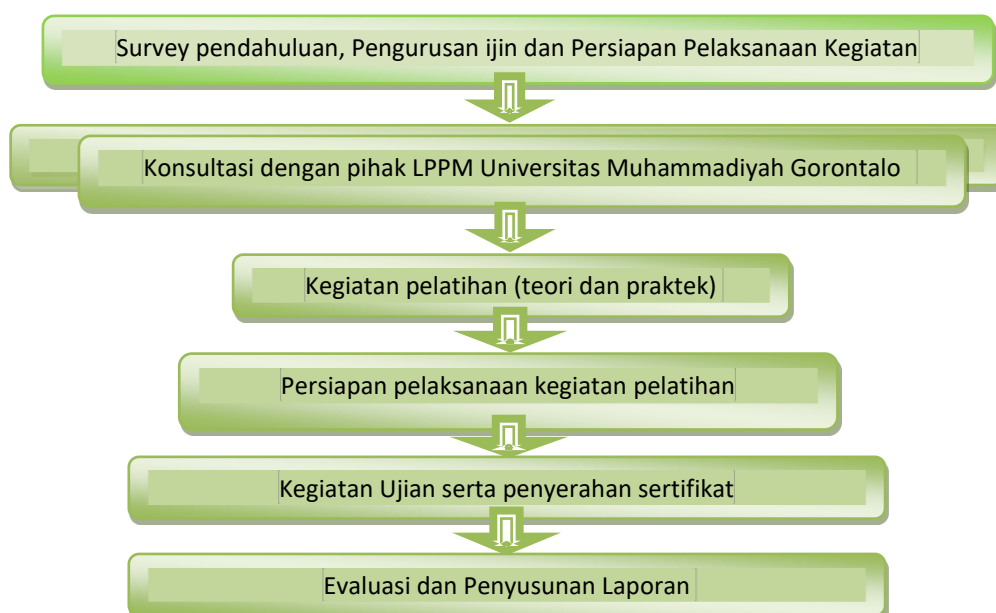 Survey pendahuluan, Pengurusan ijin dan Persiapan Pelaksanaan Kegiatan
Konsultasi dengan pihak LPPM Universitas Muhammadiyah Gorontalo
Kegiatan pelatihan (teori dan praktek)
Persiapan pelaksanaan kegiatan pelatihan
Kegiatan Ujian serta penyerahan sertifikat
Evaluasi dan Penyusunan Laporan